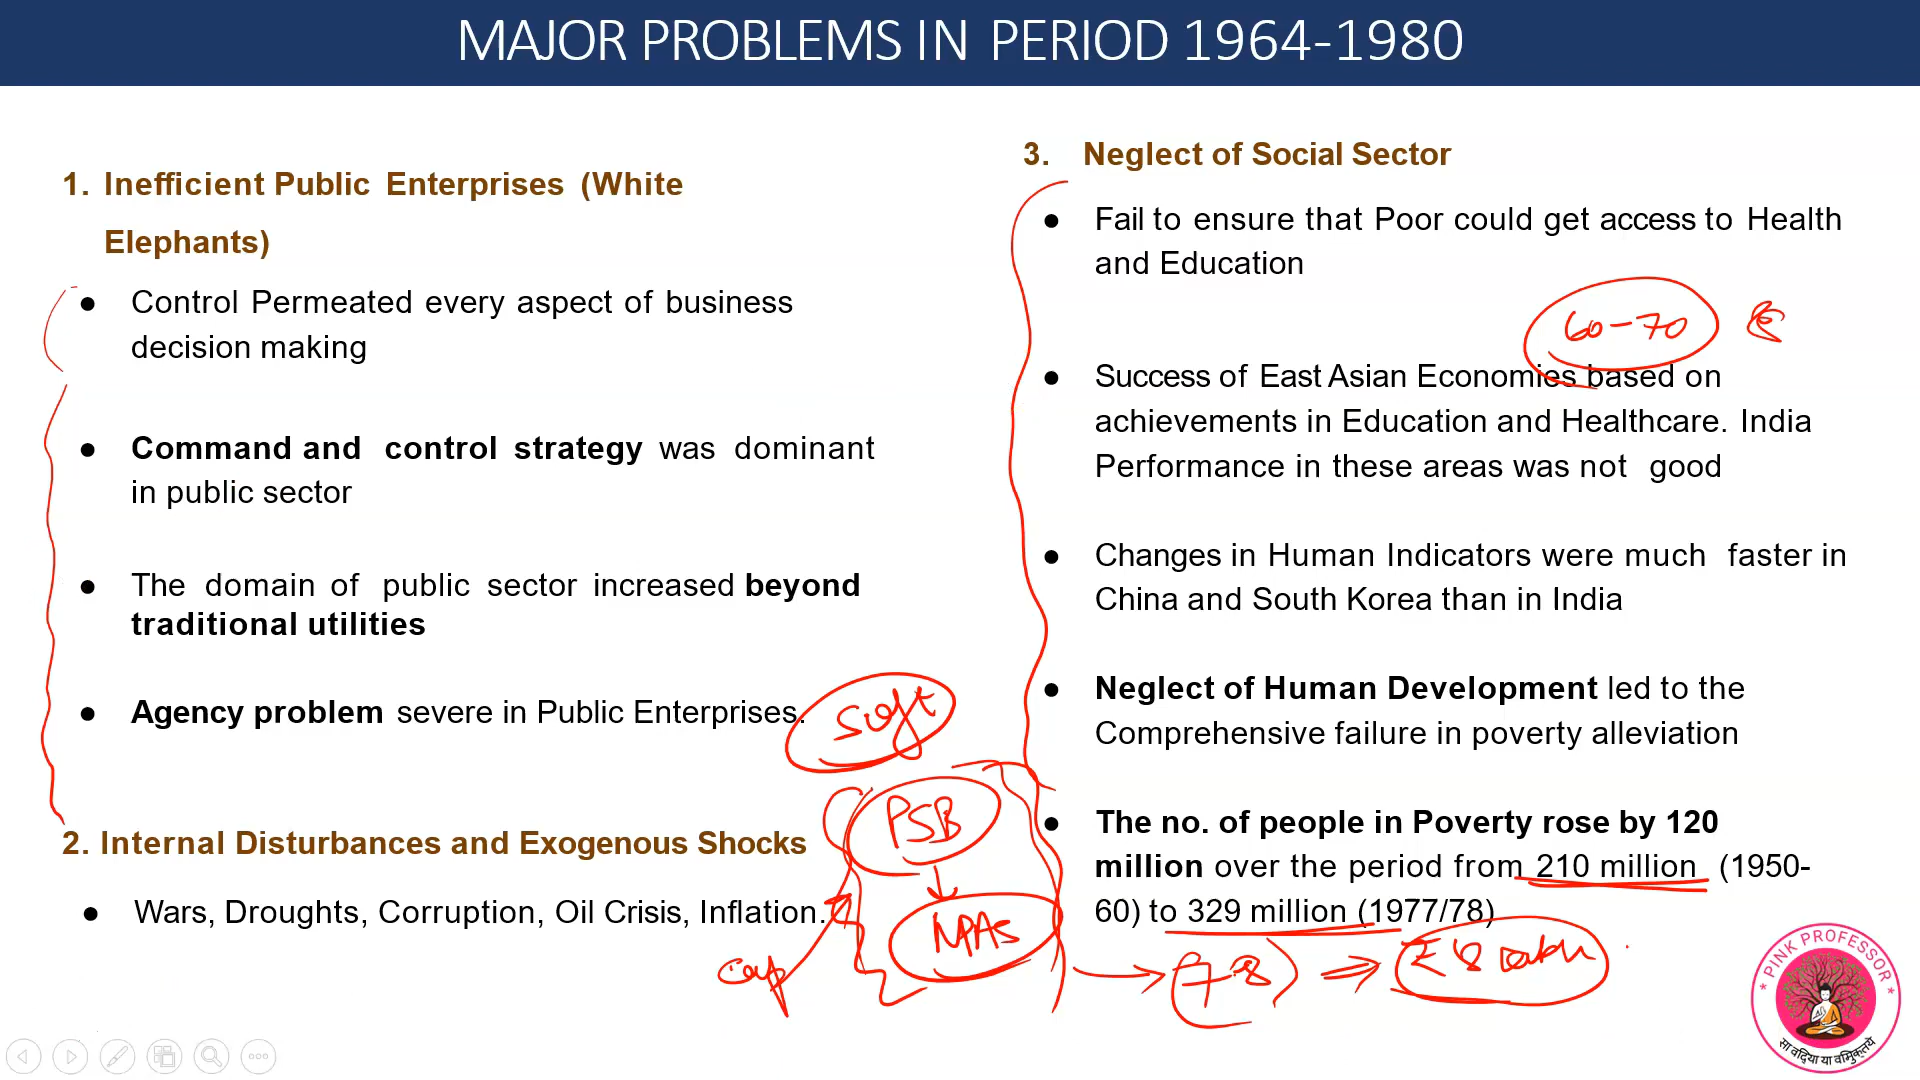 MAJOR PROBLEMS IN PERIOD 1964-1980
1. Inefficient Public Enterprises (White
Elephants)
● Control Permeated every aspect of business
decision making
● Command and control strategy was dominant
in public sector
● The domain of public sector increased beyond
traditional utilities
● Agency problem severe in Public Enterprises.
2. Internal Disturbances and Exogenous Shocks
● Wars, Droughts, Corruption, Oil Crisis, Inflation.
PSB
NPAs
cap
3. Neglect of Social Sector
● Fail to ensure that Poor could get access to Health
and Education
60-70
● Success of East Asian Economies based on
achievements in Education and Healthcare. India
Performance in these areas was not good
● Changes in Human Indicators were much faster in
China and South Korea than in India
● Neglect of Human Development led to the
Comprehensive failure in poverty alleviation
● The no. of people in Poverty rose by 120
million over the period from 210 million (1950-
60) to 329 million (1977/78)
7-8
PINK PROFESSOR